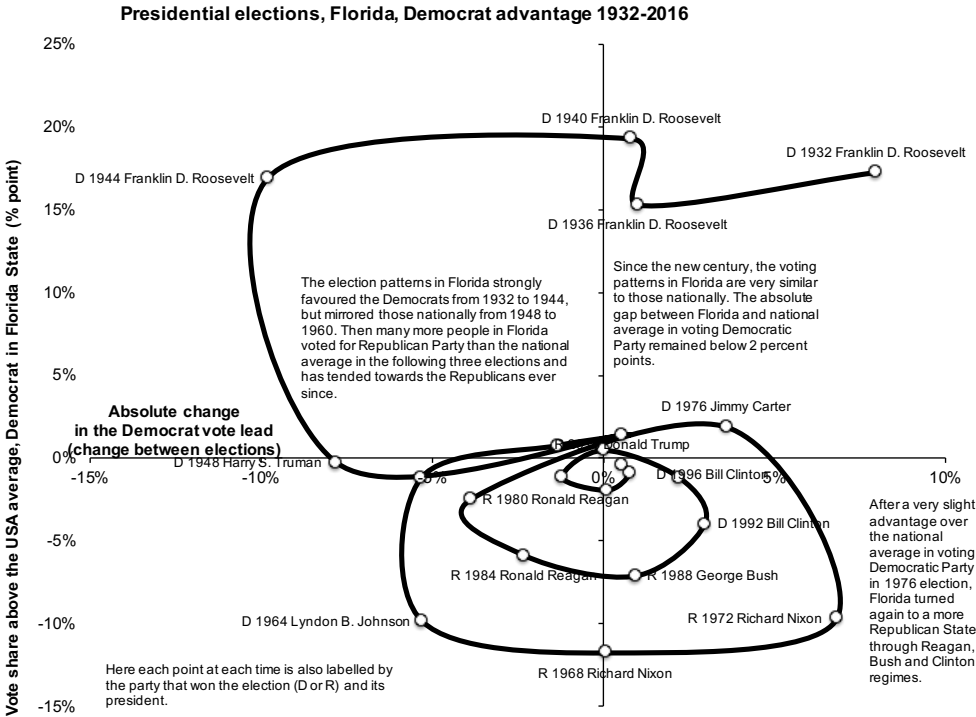 Presidential elections, Florida, Democrat advantage 1932-2016
Vote share above the USA average, Democrat in Florida State (% point)
25%
20%
15%
10%
5%
0%
-5%
-10%
-15%
-15%
-10%
-5%
0%
5%
10%
D 1940 Franklin D. Roosevelt
D 1932 Franklin D. Roosevelt
D 1944 Franklin D. Roosevelt
D 1936 Franklin D. Roosevelt
The election patterns in Florida strongly
favoured the Democrats from 1932 to 1944,
but mirrored those nationally from 1948 to
1960. Then many more people in Florida
voted for Republican Party than the national
average in the following three elections and
has tended towards the Republicans ever
since.
Since the new century, the voting
patterns in Florida are very similar
to those nationally. The absolute
gap between Florida and national
average in voting Democratic
Party remained below 2 percent
points.
Absolute change
in the Democrat vote lead
(change between elections)
D 1976 Jimmy Carter
R Donald Trump
D 1948 Harry S. Truman
D 1996 Bill Clinton
R 1980 Ronald Reagan
D 1992 Bill Clinton
R 1984 Ronald Reagan
R 1988 George Bush
D 1964 Lyndon B. Johnson
R 1972 Richard Nixon
R 1968 Richard Nixon
After a very slight
advantage over
the national
average in voting
Democratic Party
in 1976 election,
Florida turned
again to a more
Republican State
through Reagan,
Bush and Clinton
regimes.
Here each point at each time is also labelled by
the party that won the election (D or R) and its
president.